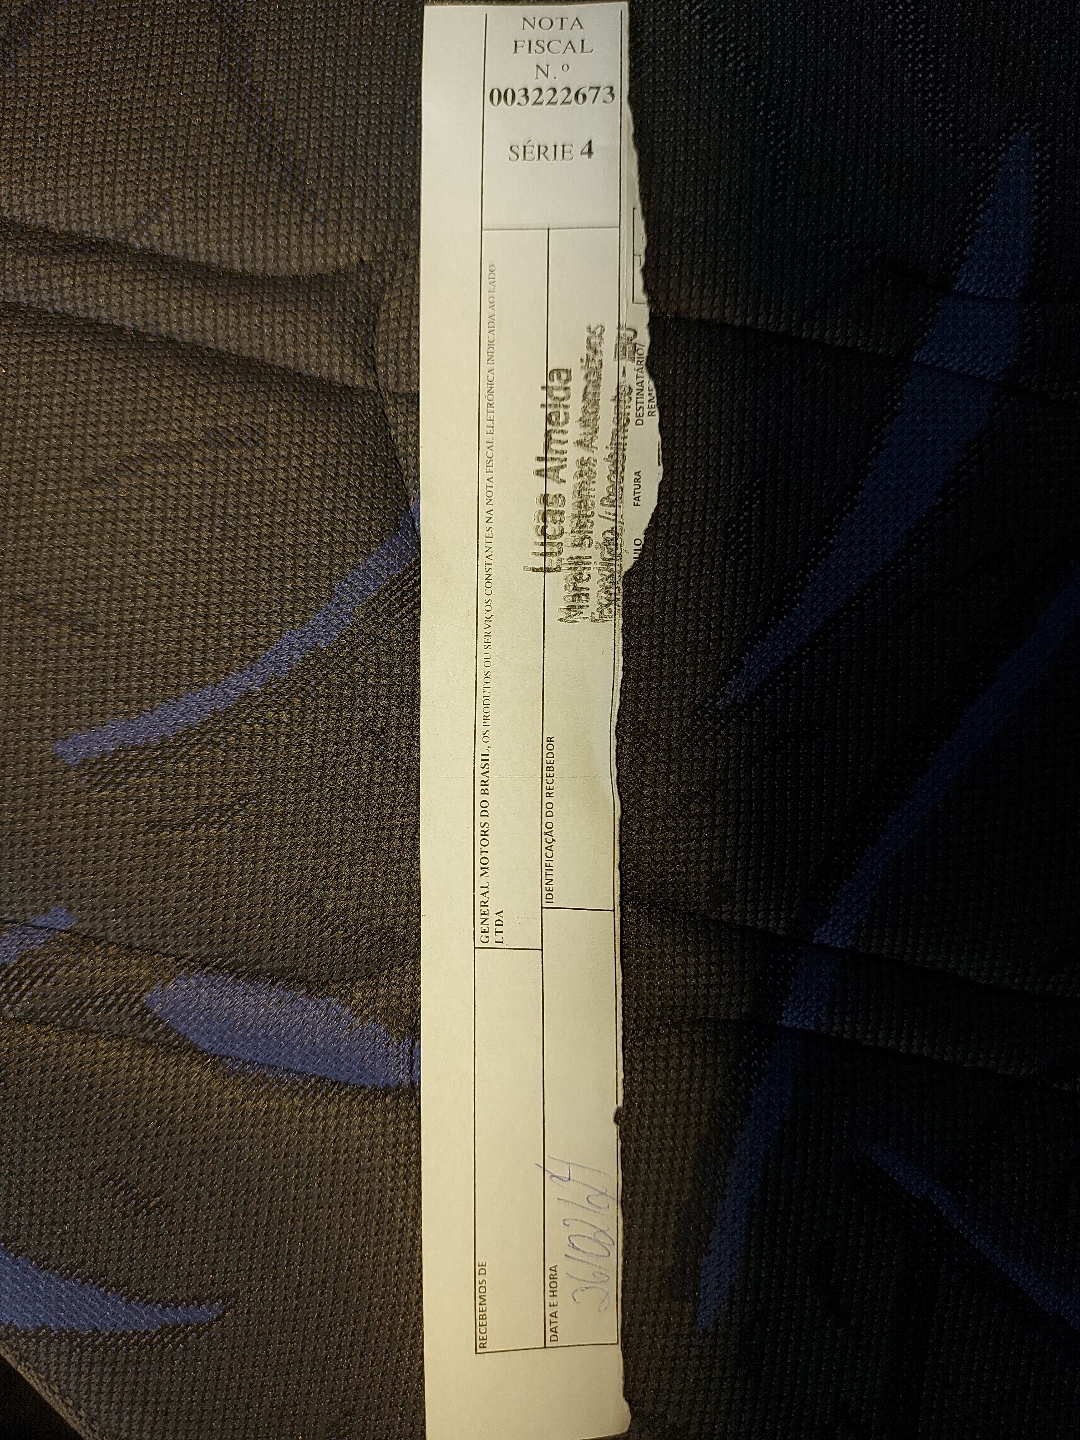 NOTA
FISCAL
N.º
003222673
SÉRIE 4
RECEBEMOS DE
GENERAL MOTORS DO BRASIL, OS PRODUTOS OU SERVIÇOS CONSTANTES NA NOTA FISCAL ELETRÔNICA INDICADA AO LADO
LTDA
DATA E HORA
26/02/24
IDENTIFICAÇÃO DO RECEBEDOR
Lucas Almeida
Marelli Sistemas Automotivos
Expedição // Recebimento -
FATURA
DESTINATÁRIO/